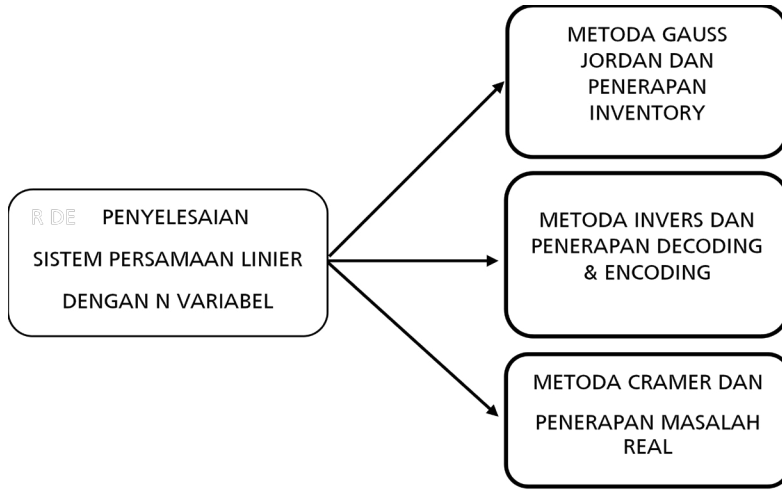 R DE PENYELESAIAN
SISTEM PERSAMAAN LINIER
DENGAN N VARIABEL
METODA GAUSS
JORDAN DAN
PENERAPAN
INVENTORY
METODA INVERS DAN
PENERAPAN DECODING
& ENCODING
METODA CRAMER DAN
PENERAPAN MASALAH
REAL